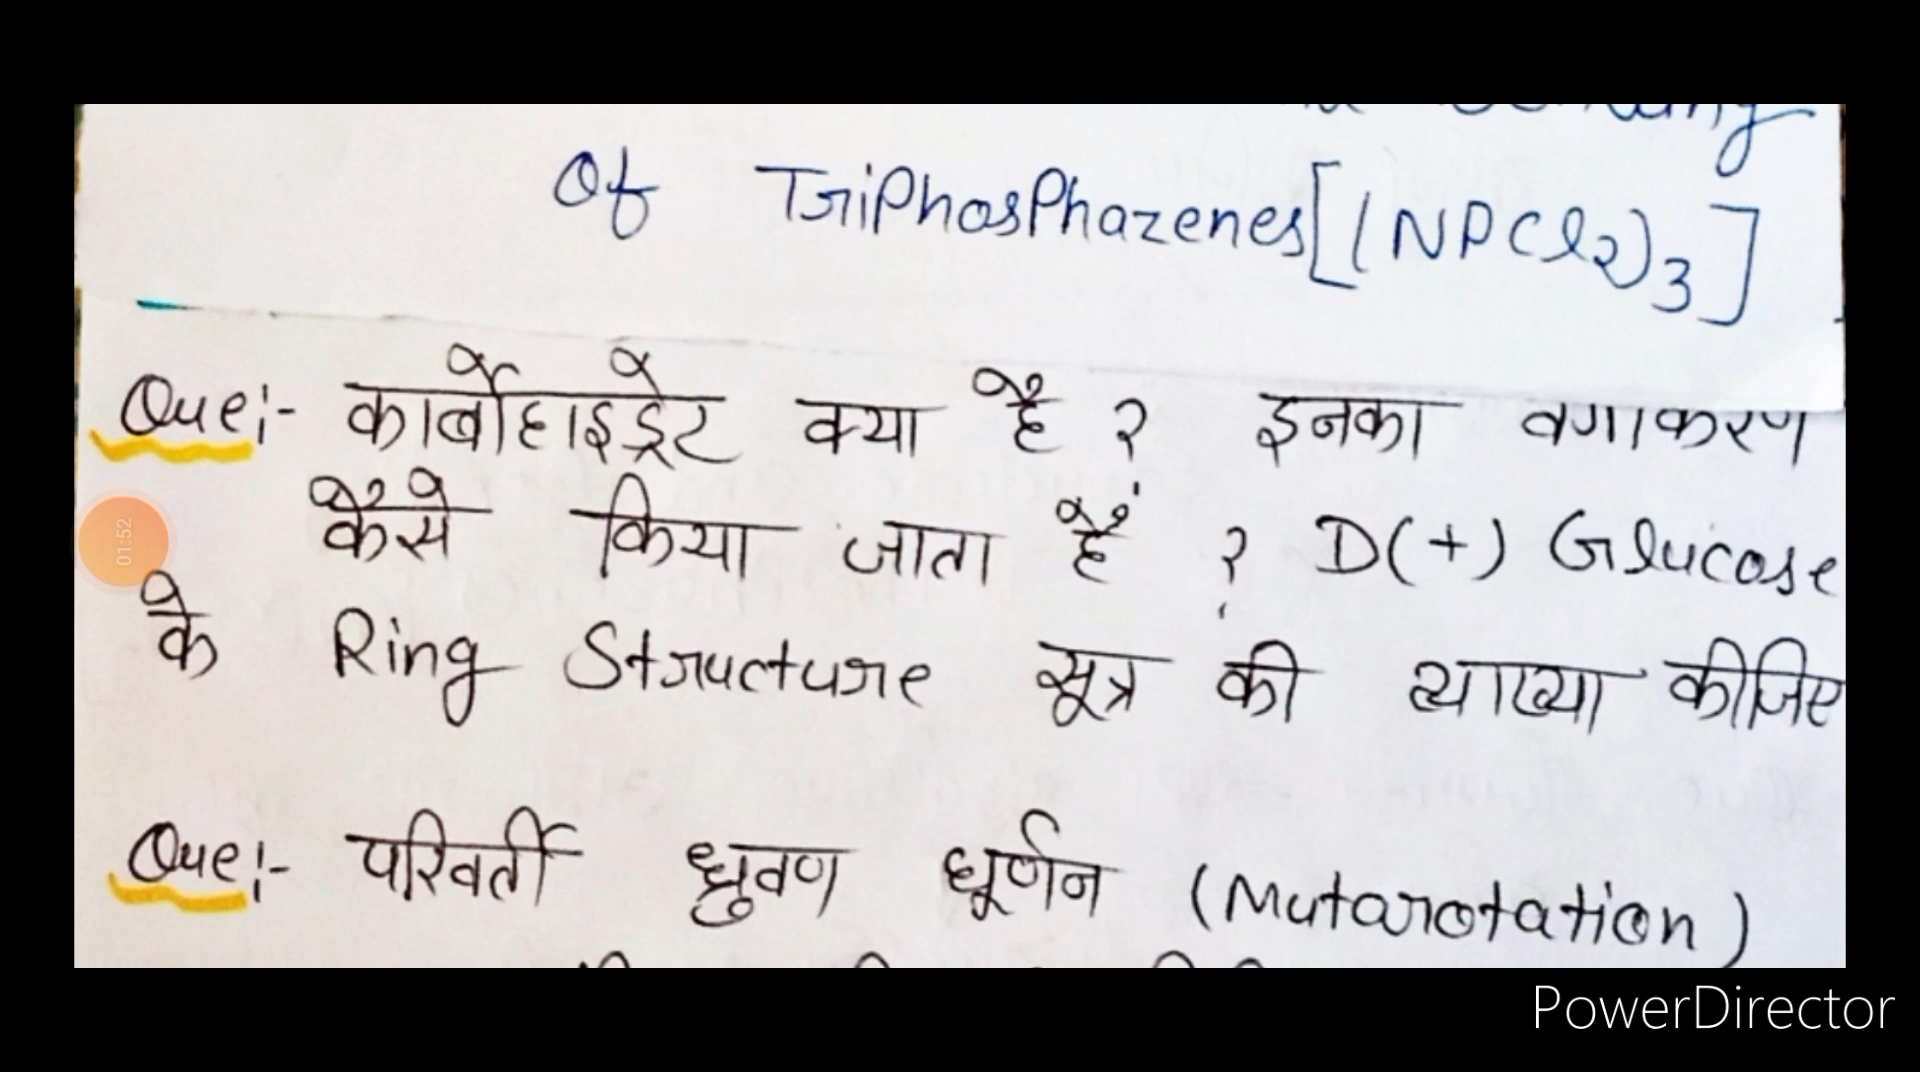 Of TriPhosPhazenes[(NPCl2)3]
Que:- कार्बोहाइड्रेट क्या है ? इनका वर्गीकरण
कैसे किया जाता हैं ? D(+) Glucose
01:52
के Ring Structure सूत्र की व्याख्या कीजिए
Que:- परिवर्ती ध्रुवण धूर्णन (Mutarotation)
PowerDirector